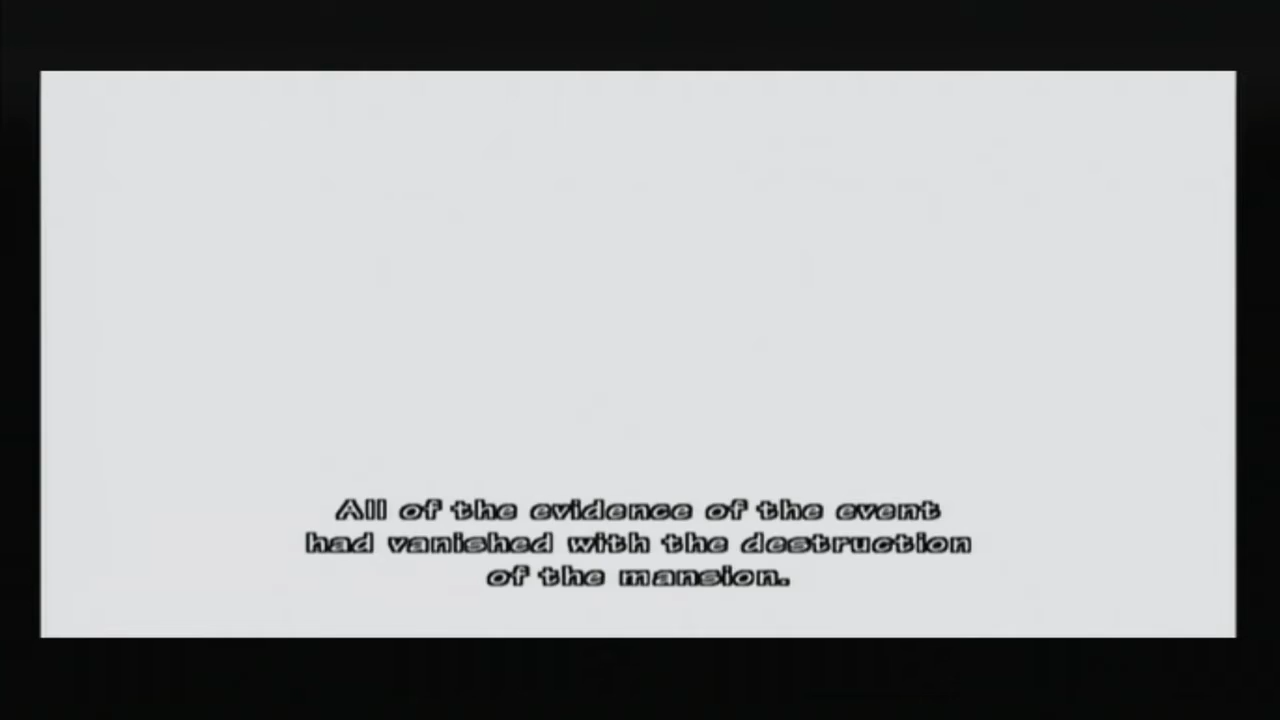 All of the evidence of the event
had vanished with the destruction
of the mansion.